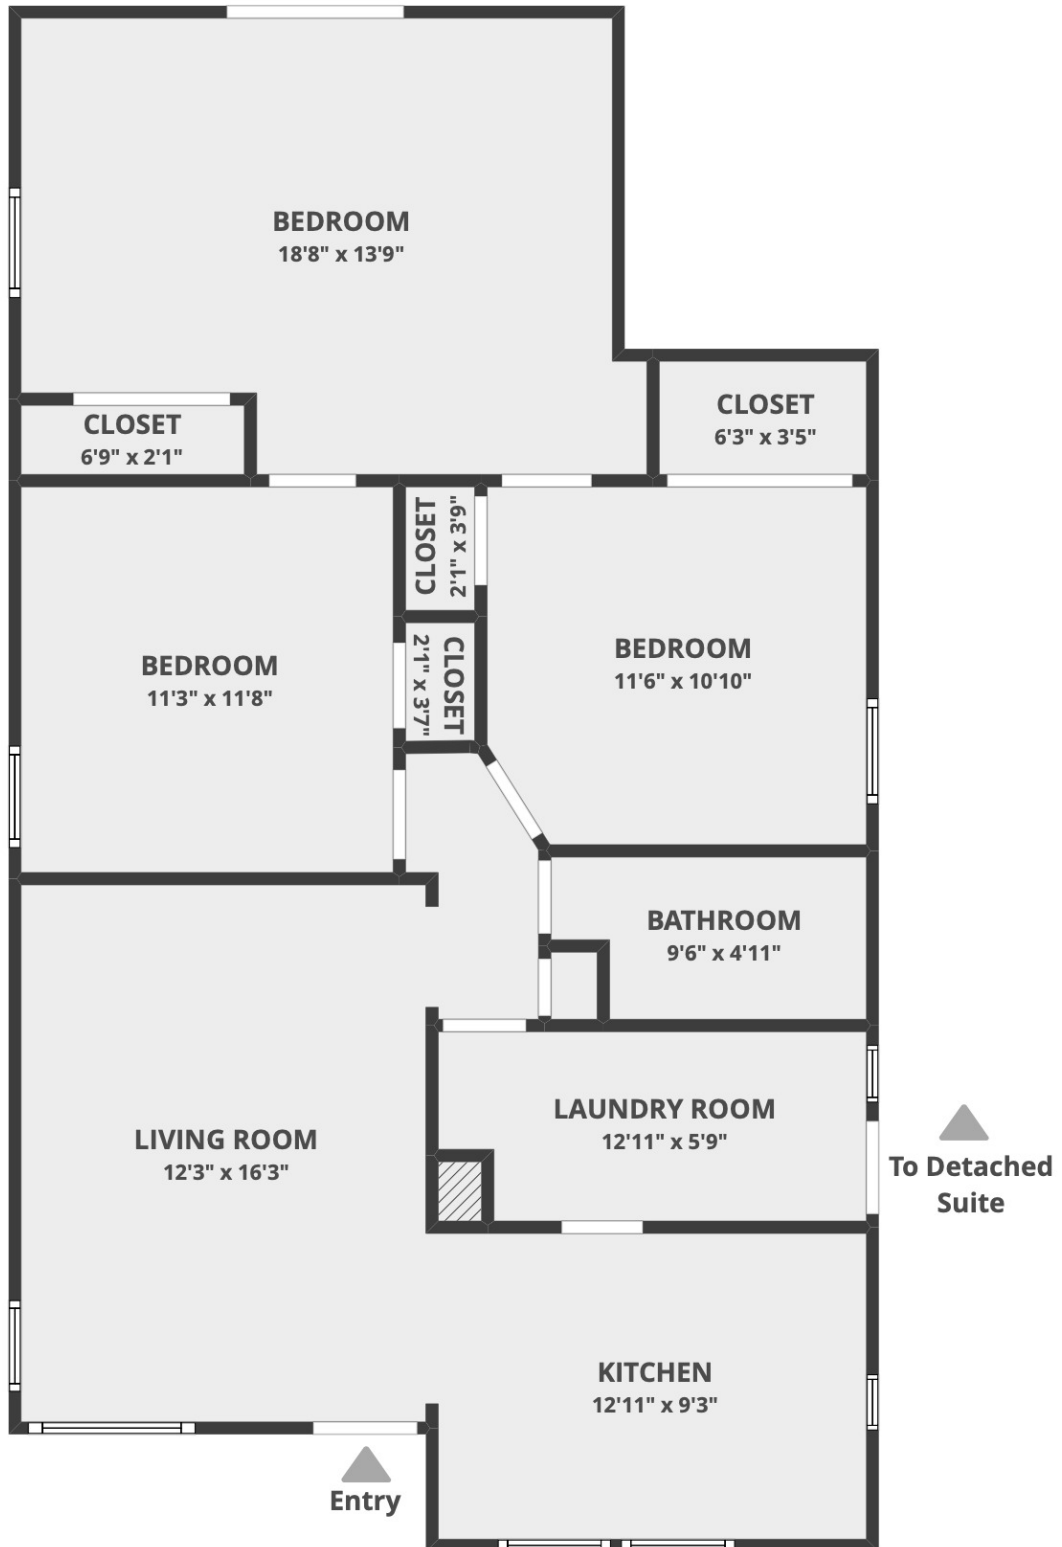 BEDROOM
18'8" x 13'9"
CLOSET
6'9" x 2'1"
CLOSET
6'3" x 3'5"
CLOSET
2'1" x 3'9"
CLOSET
2'1" x 3'7"
BEDROOM
11'3" x 11'8"
BEDROOM
11'6" x 10'10"
BATHROOM
9'6" x 4'11"
LAUNDRY ROOM
12'11" x 5'9"
To Detached
Suite
LIVING ROOM
12'3" x 16'3"
KITCHEN
12'11" x 9'3"
Entry